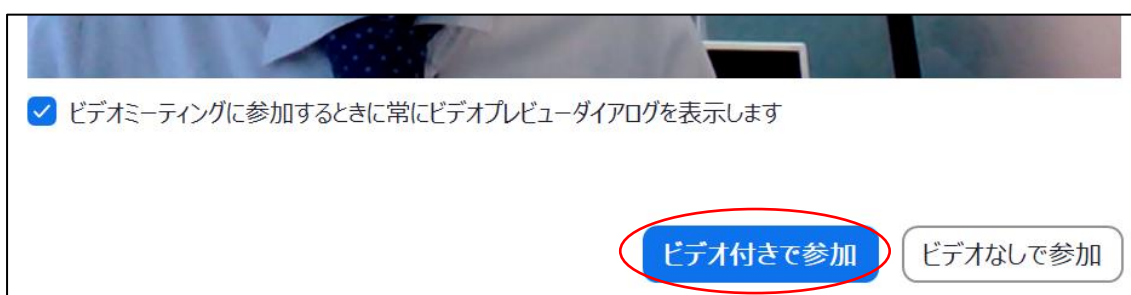 ビデオミーティングに参加するときに常にビデオプレビューダイアログを表示します
ビデオ付きで参加
ビデオなしで参加